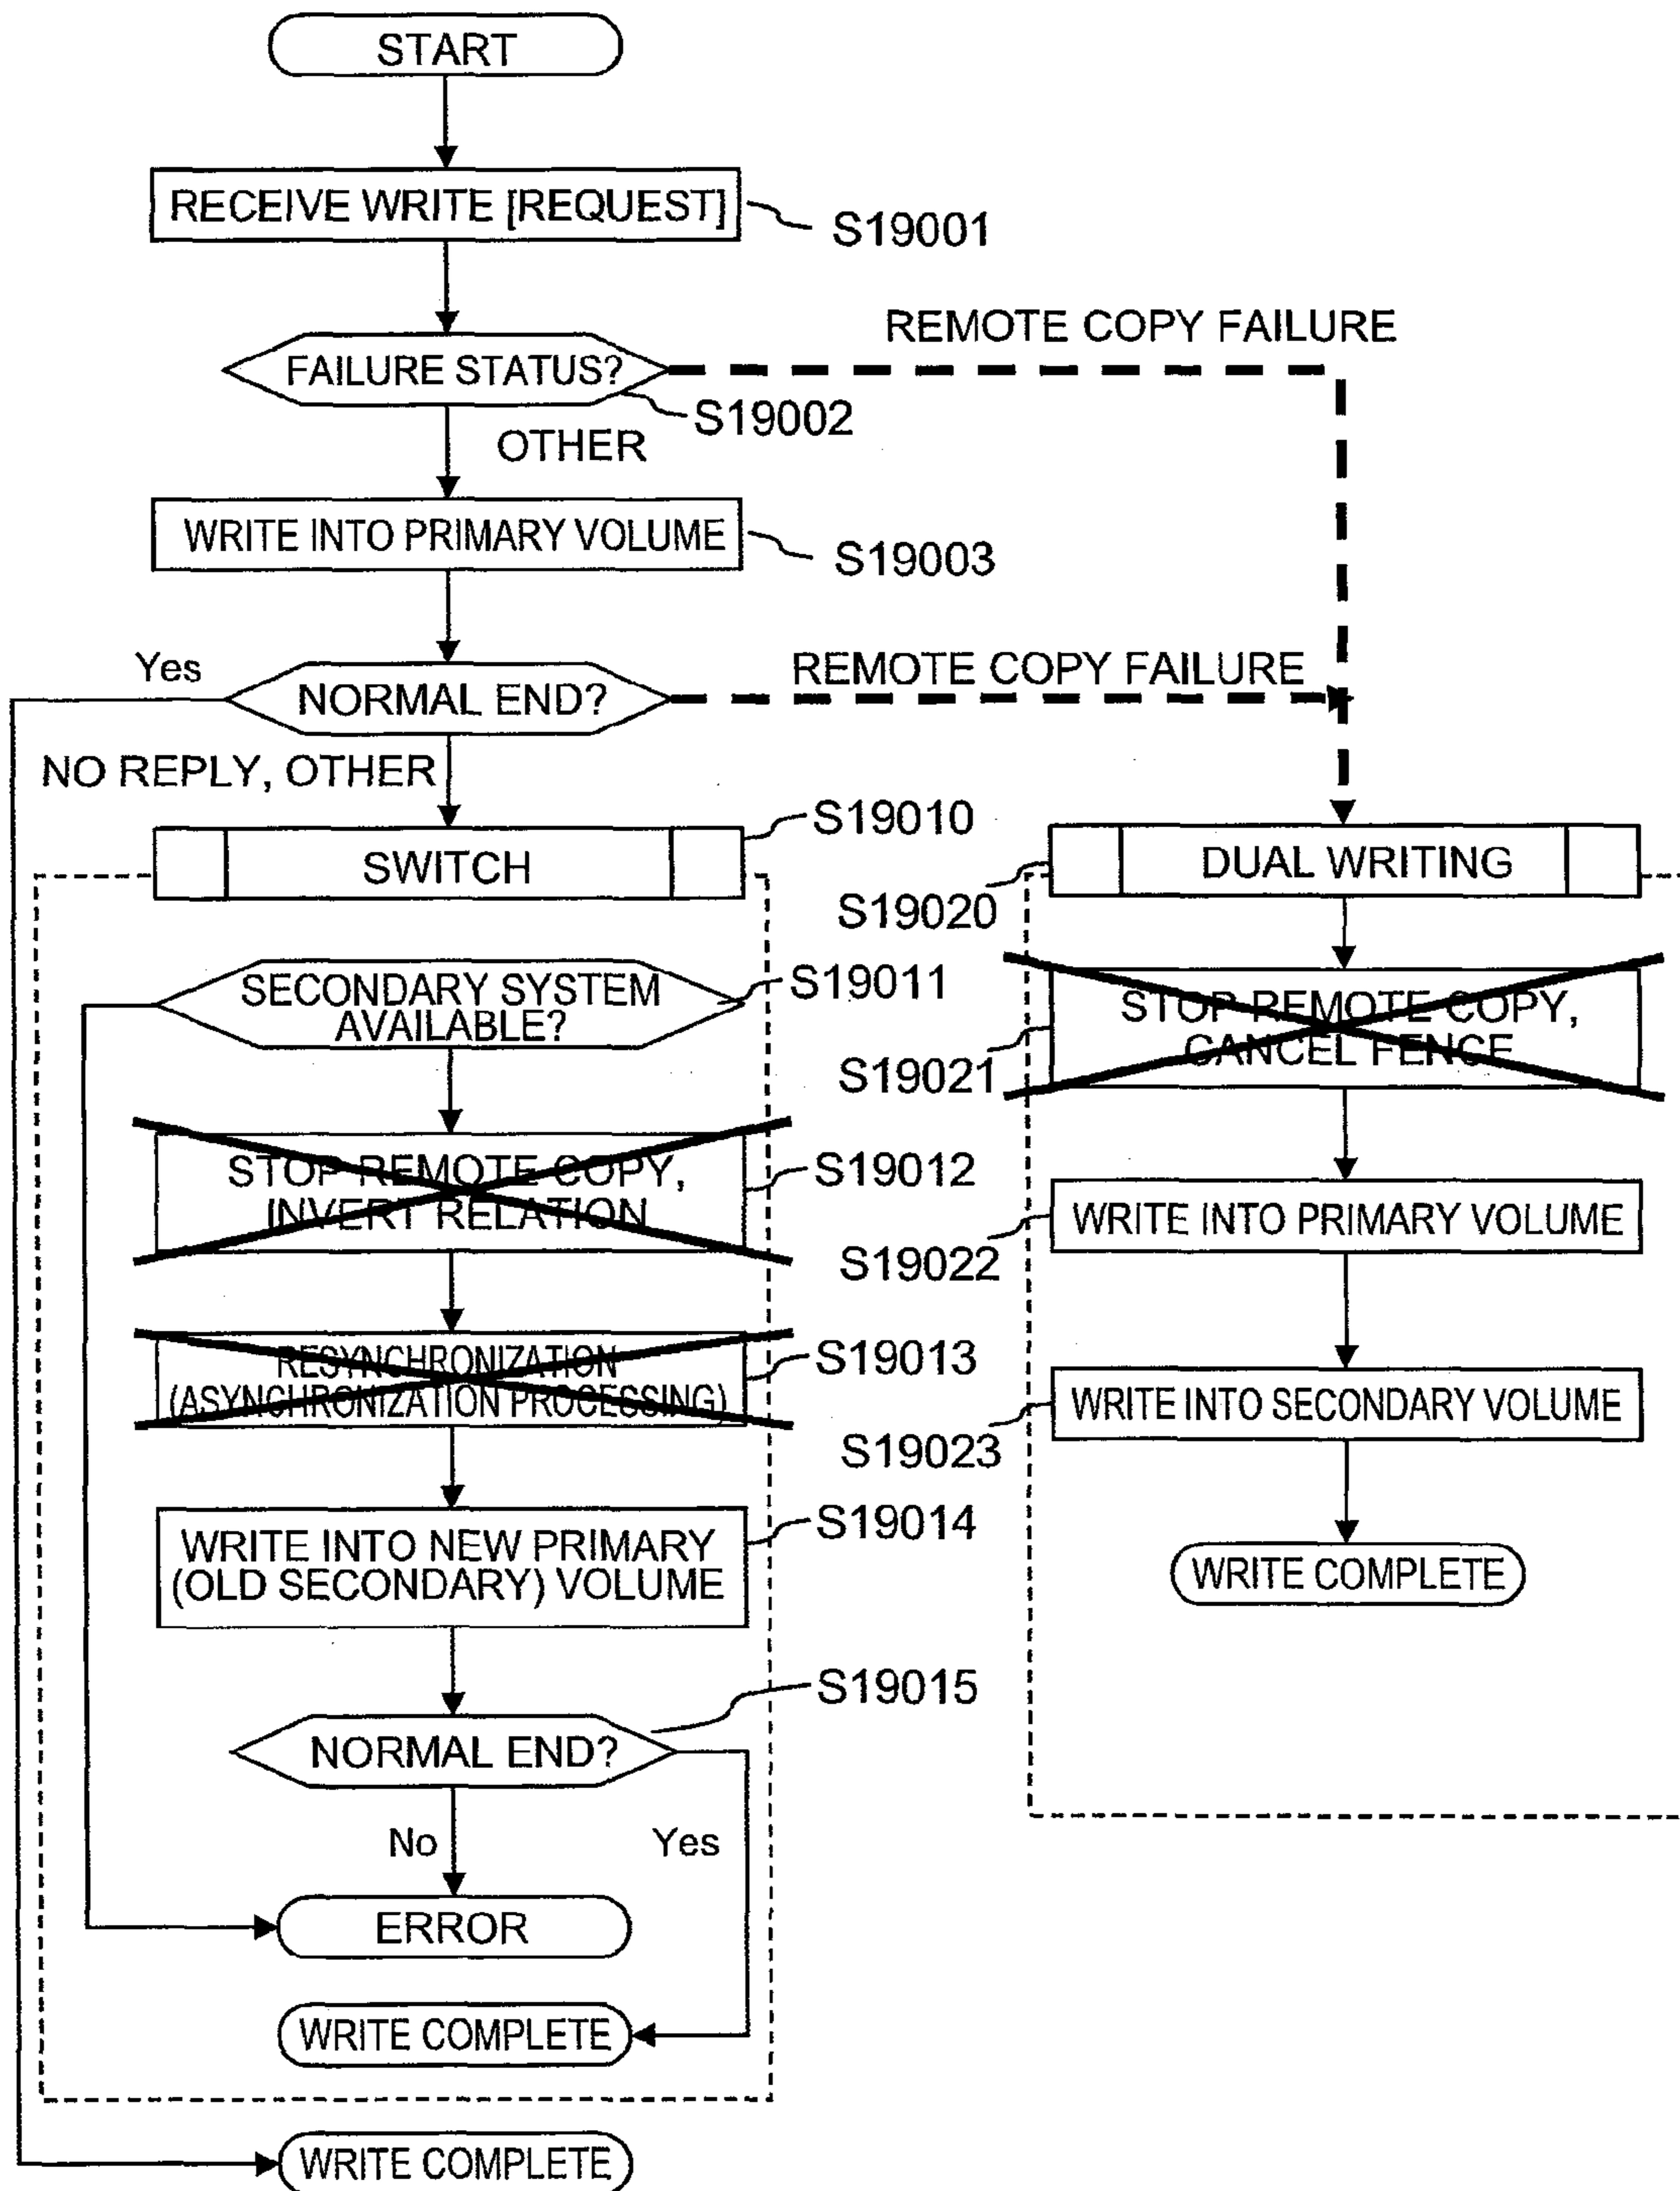 START
RECEIVE WRITE [REQUEST]
S19001
REMOTE COPY FAILURE
FAILURE STATUS?
S19002
OTHER
WRITE INTO PRIMARY VOLUME
S19003
Yes
NORMAL END?
REMOTE COPY FAILURE
NO REPLY, OTHER
S19010
SWITCH
DUAL WRITING
S19020
SECONDARY SYSTEM
AVAILABLE?
S19011
STOP REMOTE COPY,
CANCEL FENCE
S19021
STOP REMOTE COPY,
INVERT RELATION
S19012
WRITE INTO PRIMARY VOLUME
S19022
RESYNCHRONIZATION
(ASYNCHRONIZATION PROCESSING)
S19013
WRITE INTO SECONDARY VOLUME
S19023
WRITE INTO NEW PRIMARY
(OLD SECONDARY) VOLUME
S19014
WRITE COMPLETE
S19015
NORMAL END?
No
Yes
ERROR
WRITE COMPLETE
WRITE COMPLETE